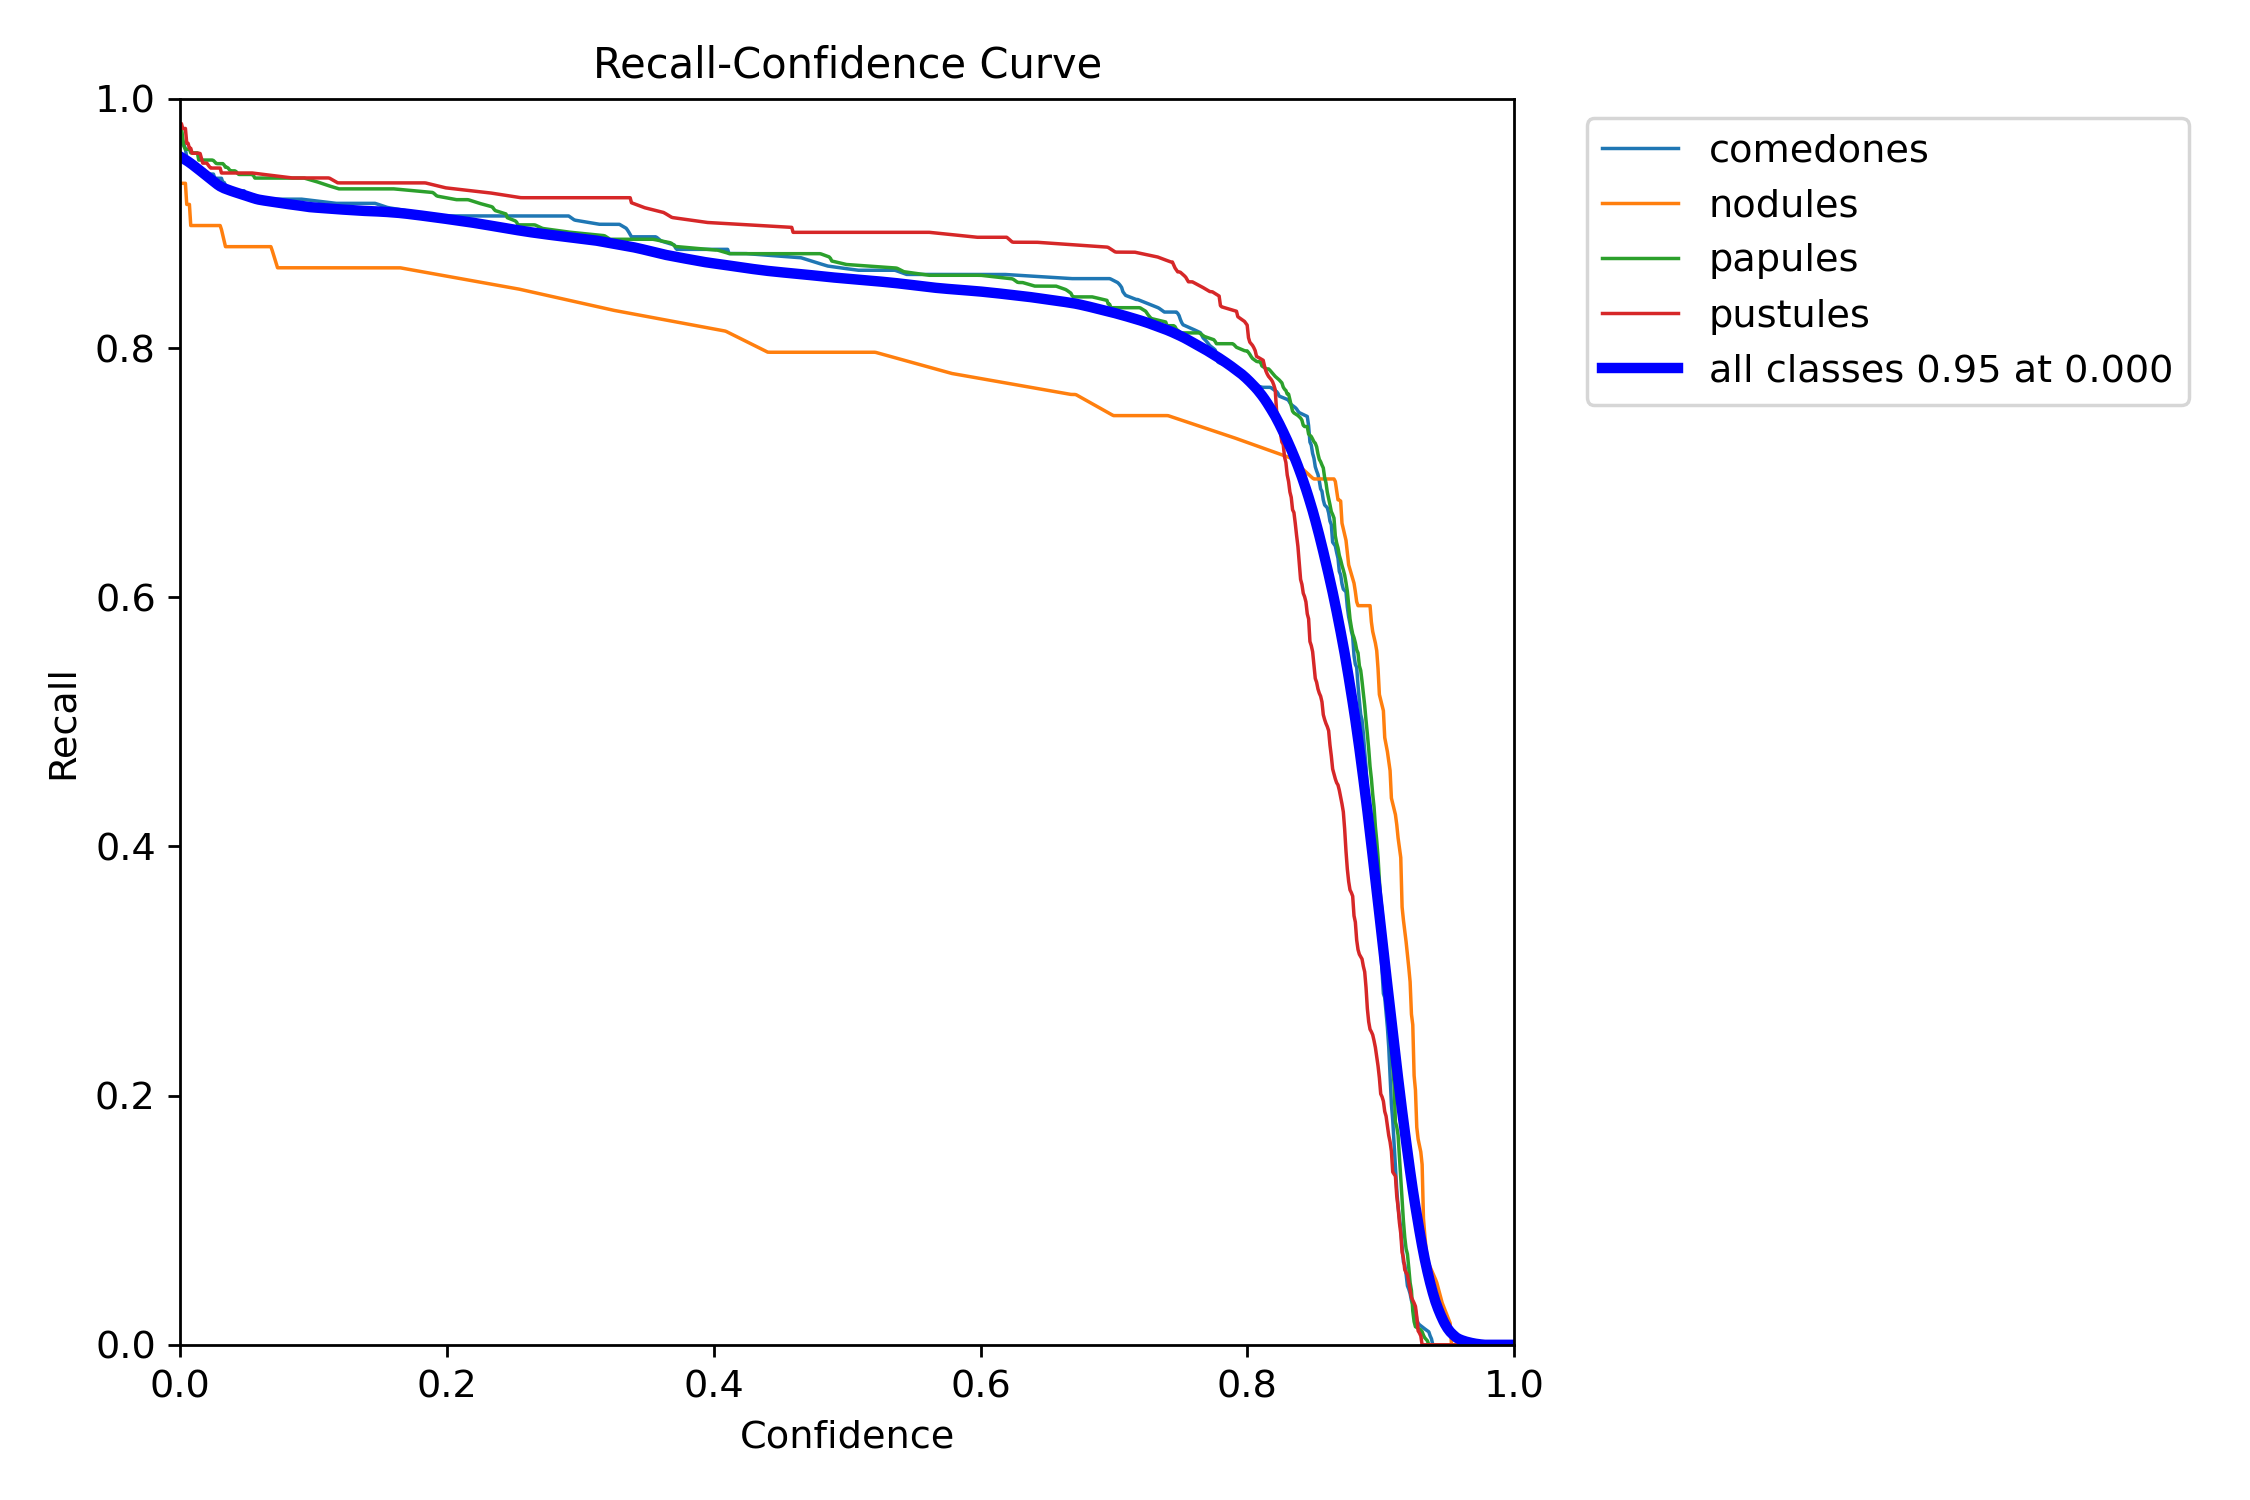 Recall-Confidence Curve
1.0
0.8
0.6
0.4
0.2
0.0
Recall
0.0 0.2 0.4 0.6 0.8 1.0
Confidence
comedones
nodules
papules
pustules
all classes 0.95 at 0.000